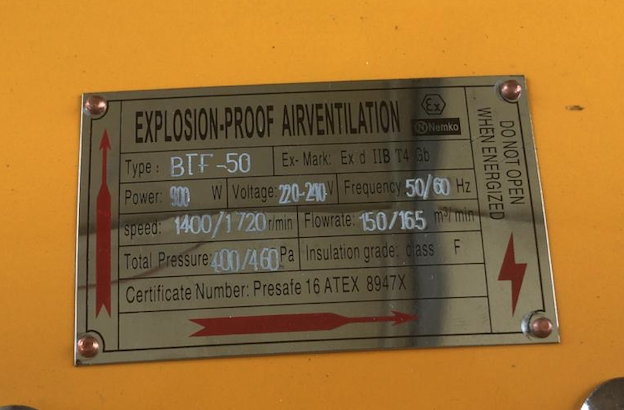 EXPLOSION-PROOF AIRVENTILATION
Ex
Nemko
Type: BTF-50 Ex-Mark: Ex d IIB T4 Gb
Power: 900 W Voltage: 220-240 V Frequency 50/60 Hz
speed: 1400/1720 r/min Flowrate: 150/165 m³/min
Total Pressure: 490/460 Pa Insulation grade: class F
Certificate Number: Presafe 16 ATEX 8947X
DO NOT OPEN
WHEN ENERGIZED